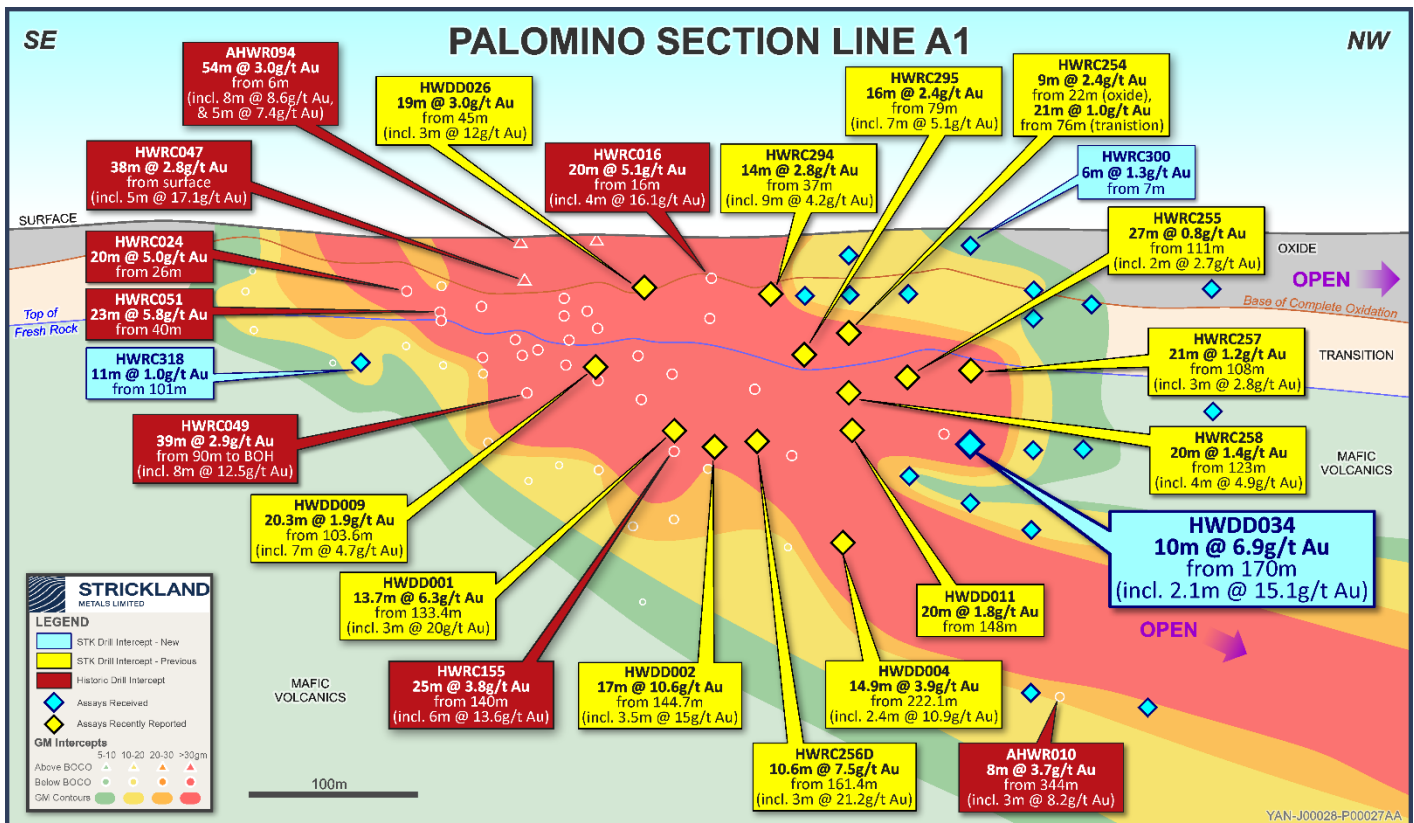 SE
PALOMINO SECTION LINE A1
NW
AHWR094
54m @ 3.0g/t Au
from 6m
(incl. 8m @ 8.6g/t Au,
& 5m @ 7.4g/t Au)
HWDD026
19m @ 3.0g/t Au
from 45m
(incl. 3m @ 12g/t Au)
HWRC295
16m @ 2.4g/t Au
from 79m
(incl. 7m @ 5.1g/t Au)
HWRC254
9m @ 2.4g/t Au
from 22m (oxide),
21m @ 1.0g/t Au
from 76m (transtion)
HWRC047
38m @ 2.8g/t Au
from surface
(incl. 5m @ 17.1g/t Au)
HWRC016
20m @ 5.1g/t Au
from 16m
(incl. 4m @ 16.1g/t Au)
HWRC294
14m @ 2.8g/t Au
from 37m
(incl. 9m @ 4.2g/t Au)
HWRC300
6m @ 1.3g/t Au
from 7m
SURFACE
HWRC024
20m @ 5.0g/t Au
from 26m
HWRC255
27m @ 0.8g/t Au
from 111m
(incl. 2m @ 2.7g/t Au)
OXIDE
OPEN
Base of Complete Oxidation
HWRC051
23m @ 5.8g/t Au
from 40m
Top of
Fresh Rock
HWRC318
11m @ 1.0g/t Au
from 101m
HWRC257
21m @ 1.2g/t Au
from 108m
(incl. 3m @ 2.8g/t Au)
TRANSITION
HWRC049
39m @ 2.9g/t Au
from 90m to BOH
(incl. 8m @ 12.5g/t Au)
HWRC258
20m @ 1.4g/t Au
from 123m
(incl. 4m @ 4.9g/t Au)
MAFIC
VOLCANICS
HWDD009
20.3m @ 1.9g/t Au
from 103.6m
(incl. 7m @ 4.7g/t Au)
HWDD034
10m @ 6.9g/t Au
from 170m
(incl. 2.1m @ 15.1g/t Au)
HWDD001
13.7m @ 6.3g/t Au
from 133.4m
(incl. 3m @ 20g/t Au)
HWDD011
20m @ 1.8g/t Au
from 148m
OPEN
HWRC155
25m @ 3.8g/t Au
from 140m
(incl. 6m @ 13.6g/t Au)
HWDD002
17m @ 10.6g/t Au
from 144.7m
(incl. 3.5m @ 15g/t Au)
HWDD004
14.9m @ 3.9g/t Au
from 222.1m
(incl. 2.4m @ 10.9g/t Au)
MAFIC
VOLCANICS
HWRC256D
10.6m @ 7.5g/t Au
from 161.4m
(incl. 3m @ 21.2g/t Au)
AHWR010
8m @ 3.7g/t Au
from 344m
(incl. 3m @ 8.2g/t Au)
STRICKLAND
METALS LIMITED
LEGEND
STK Drill Intercept - New
STK Drill Intercept - Previous
Historic Drill Intercept
Assays Received
Assays Recently Reported
GM Intercepts
5-10 10-20 20-30 >30gm
Above BOCO
Below BOCO
GM Contours
100m
YAN-J00028-P00027AA